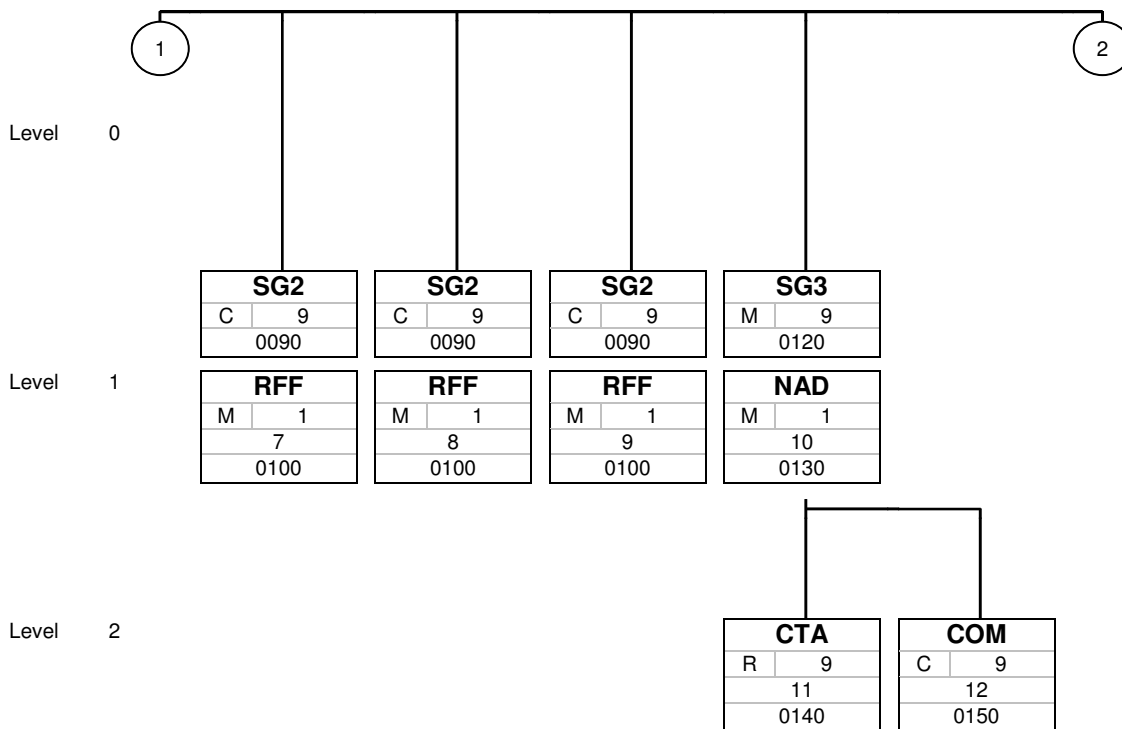 1 2
Level 0
SG2 SG2 SG2 SG3
C 9 C 9 C 9 M 9
0090 0090 0090 0120
Level 1
RFF RFF RFF NAD
M 1 M 1 M 1 M 1
7 8 9 10
0100 0100 0100 0130
Level 2
CTA COM
R 9 C 9
11 12
0140 0150